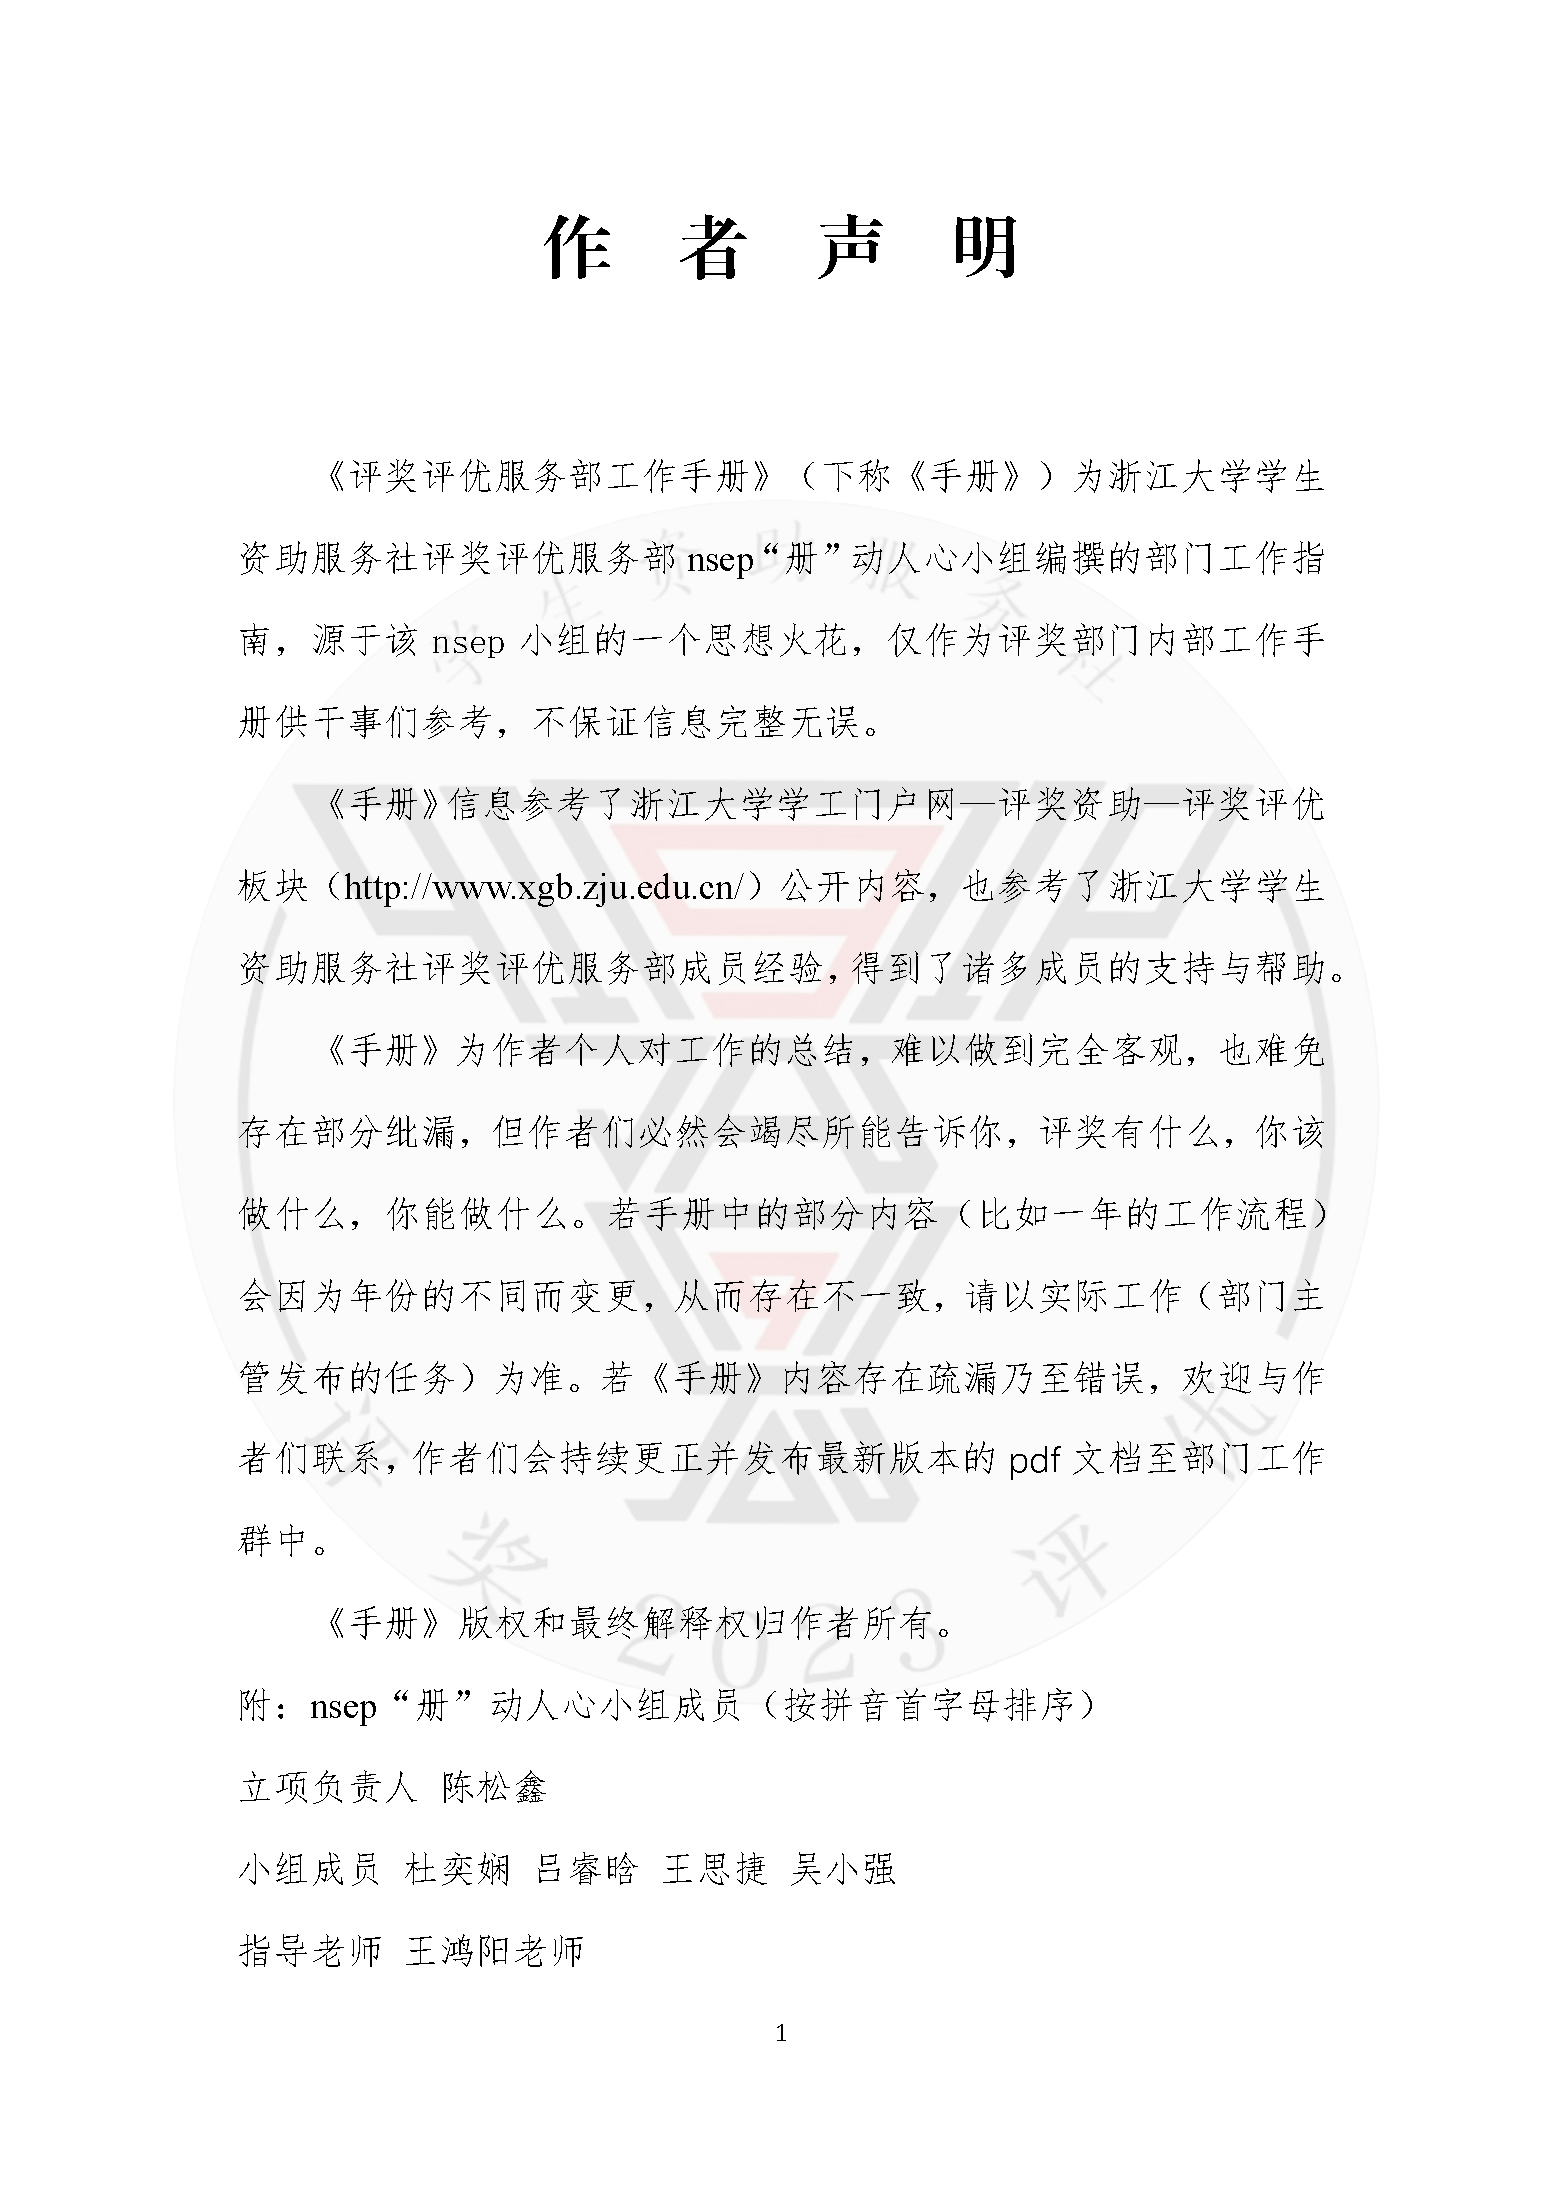 作者声明
《评奖评优服务部工作手册》（下称《手册》）为浙江大学学生
资助服务社评奖评优服务部 nsep“册”动人心小组编撰的部门工作指
南，源于该 nsep 小组的一个思想火花，仅作为评奖部门内部工作手
册供干事们参考，不保证信息完整无误。
《手册》信息参考了浙江大学学工门户网—评奖资助—评奖评优
板块（http://www.xgb.zju.edu.cn/）公开内容，也参考了浙江大学学生
资助服务社评奖评优服务部成员经验，得到了诸多成员的支持与帮助。
《手册》为作者个人对工作的总结，难以做到完全客观，也难免
存在部分纰漏，但作者们必然会竭尽所能告诉你，评奖有什么，你该
做什么，你能做什么。若手册中的部分内容（比如一年的工作流程）
会因为年份的不同而变更，从而存在不一致，请以实际工作（部门主
管发布的任务）为准。若《手册》内容存在疏漏乃至错误，欢迎与作
者们联系，作者们会持续更正并发布最新版本的 pdf 文档至部门工作
群中。
《手册》版权和最终解释权归作者所有。
附：nsep“册”动人心小组成员（按拼音首字母排序）
立项负责人 陈松鑫
小组成员 杜奕娴 吕睿晗 王思捷 吴小强
指导老师 王鸿阳老师
1
学生资助服务社
评奖2023评优